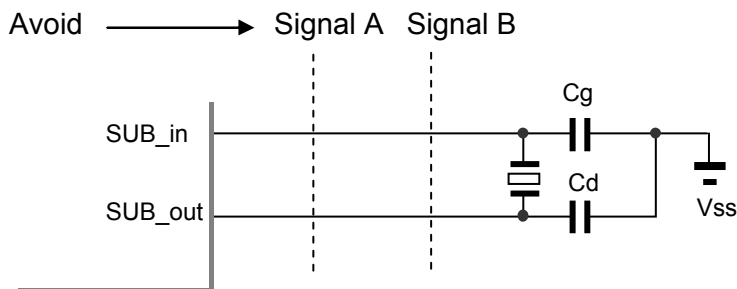 Avoid Signal A Signal B
Cg
SUB_in
Cd
SUB_out
Vss